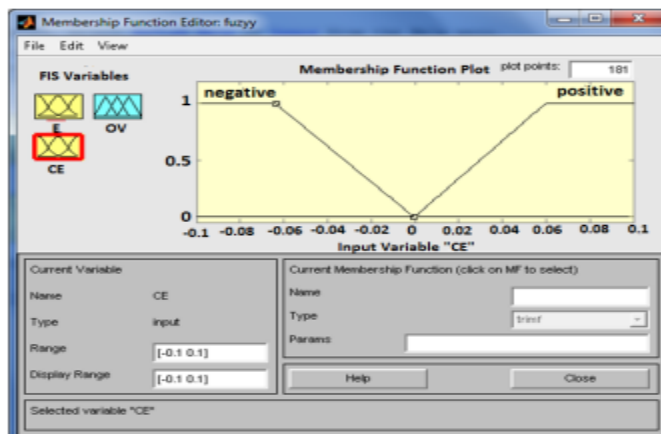 Membership Function Editor: fuzyy
File Edit View
FIS Variables
E OV
CE
Membership Function Plot plot points: 181
negative positive
1
0.5
0
-0.1 -0.08 -0.06 -0.04 -0.02 0 0.02 0.04 0.06 0.08 0.1
Input Variable "CE"
Current Variable
Name CE
Type input
Range [-0.1 0.1]
Display Range [-0.1 0.1]
Current Membership Function (click on MF to select)
Name
Type trimf
Params
Help Close
Selected variable "CE"